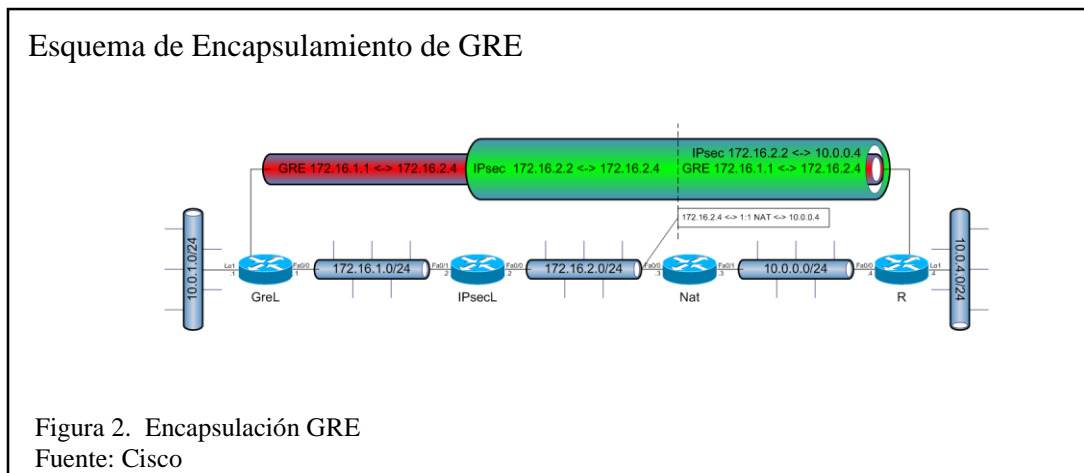 Esquema de Encapsulamiento de GRE
IPsec 172.16.2.2 <-> 10.0.0.4
GRE 172.16.1.1 <-> 172.16.2.4
IPsec 172.16.2.2 <-> 172.16.2.4
GRE 172.16.1.1 <-> 172.16.2.4
172.16.2.4 <-> 1:1 NAT <-> 10.0.0.4
10.0.1.0/24
Lo1
.1
Fa0/0
.1
172.16.1.0/24
Fa0/1
.2
Fa0/0
.2
172.16.2.0/24
Fa0/0
.3
Fa0/1
.3
10.0.0.0/24
Fa0/0
.4
Lo1
.4
10.0.4.0/24
GreL
IPsecL
Nat
R
Figura 2. Encapsulación GRE
Fuente: Cisco